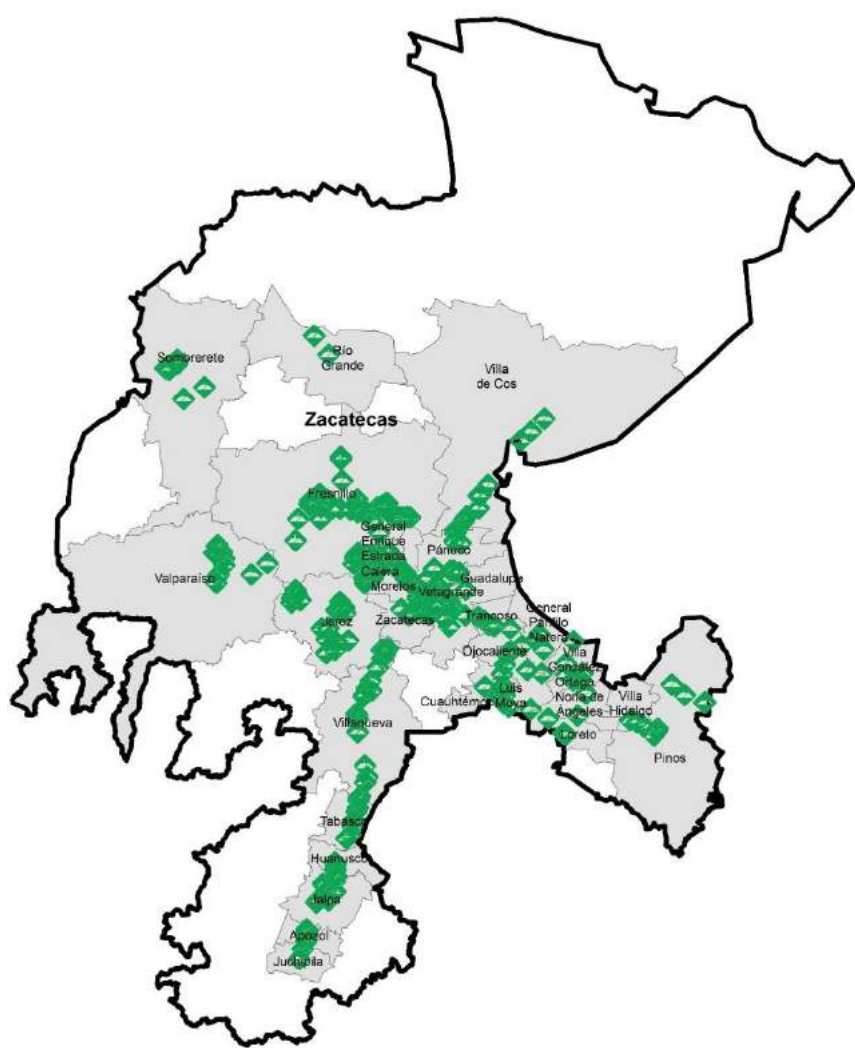 Sombrerete
Río
Grande
Villa
de Cos
Zacatecas
Fresnillo
General
Enrique
Estrada
Calera
Morelos
Pánuco
Valparaíso
Guadalupe
Vetagrande
General
Pánfilo
Natera
Jerez
Zacatecas
Trancoso
Ojocaliente
Villa
González
Ortega
Cuauhtémoc
Luis
Moya
Noria de
Ángeles
Villa
Hidalgo
Villanueva
Loreto
Pinos
Tabasco
Huanusco
Jalpa
Apozol
Juchipila